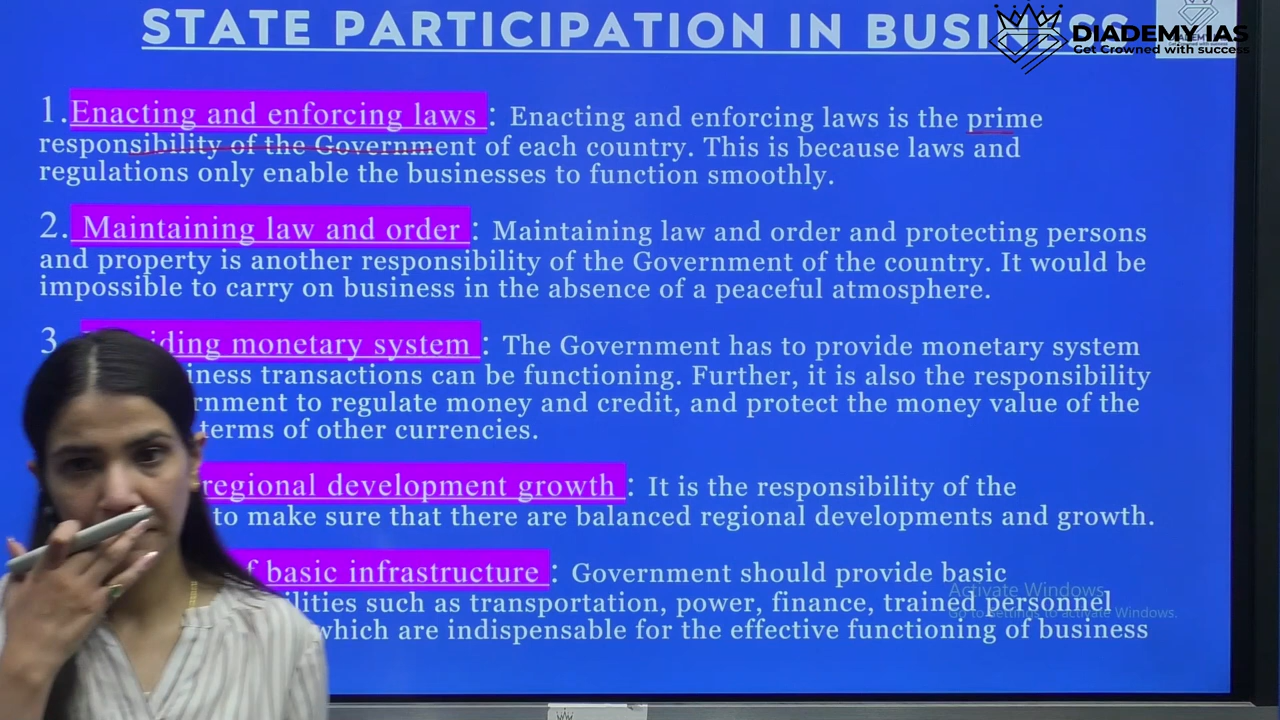 STATE PARTICIPATION IN BUSINESS
DIADEMY IAS
Get Crowned with success
1. Enacting and enforcing laws : Enacting and enforcing laws is the prime
responsibility of the Government of each country. This is because laws and
regulations only enable the businesses to function smoothly.
2. Maintaining law and order : Maintaining law and order and protecting persons
and property is another responsibility of the Government of the country. It would be
impossible to carry on business in the absence of a peaceful atmosphere.
3 monetary system : The Government has to provide monetary system
transactions can be functioning. Further, it is also the responsibility
to regulate money and credit, and protect the money value of the
terms of other currencies.
regional development growth : It is the responsibility of the
to make sure that there are balanced regional developments and growth.
basic infrastructure : Government should provide basic
such as transportation, power, finance, trained personnel
which are indispensable for the effective functioning of business
Activate Windows
Go to Settings to activate Windows.